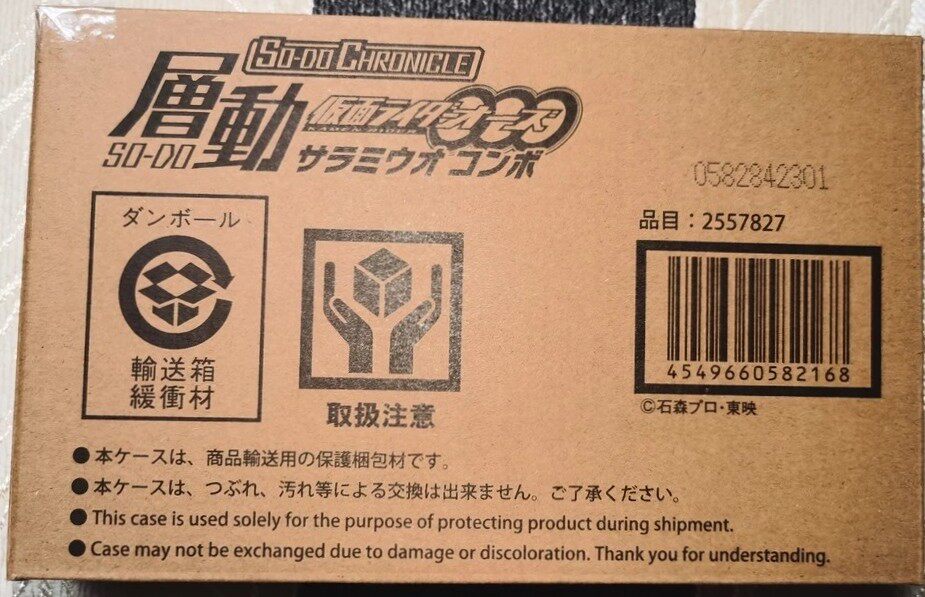 SO-DO CHRONICLE
層動
SO-DO
仮面ライダーオーズ
KAMEN RIDER
サラミウオ コンボ
0582842301
品目:2557827
ダンボール
輸送箱
緩衝材
取扱注意
4549660582168
©石森プロ・東映
●本ケースは、商品輸送用の保護梱包材です。
●本ケースは、つぶれ、汚れ等による交換は出来ません。ご了承ください。
●This case is used solely for the purpose of protecting product during shipment.
●Case may not be exchanged due to damage or discoloration. Thank you for understanding.